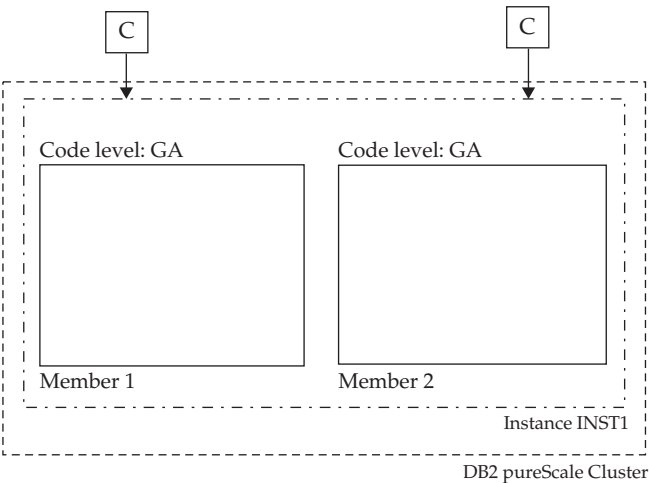 C
C
Code level: GA
Code level: GA
Member 1
Member 2
Instance INST1
DB2 pureScale Cluster